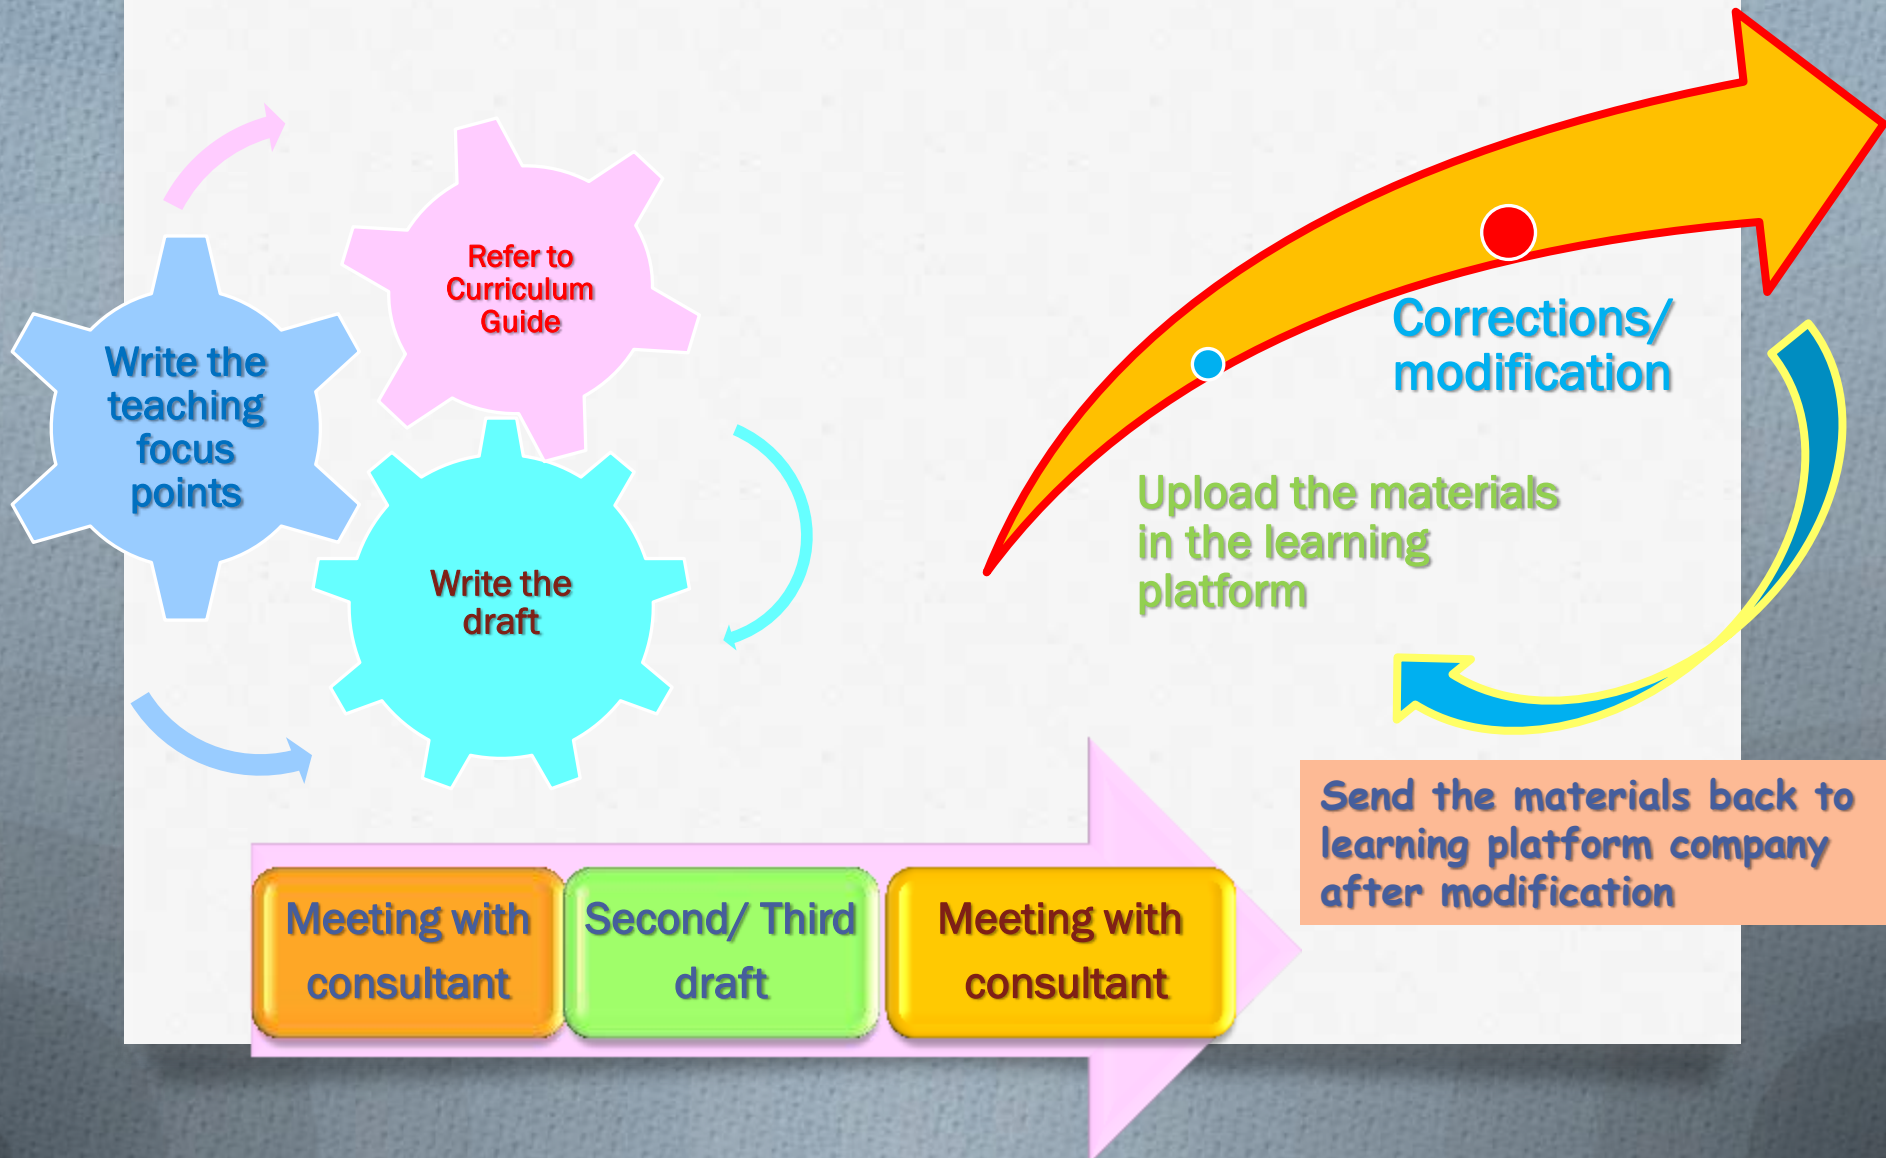 Refer to
Curriculum
Guide
Write the
teaching
focus
points
Write the
draft
Corrections/
modification
Upload the materials
in the learning
platform
Send the materials back to
learning platform company
after modification
Meeting with
consultant
Second/ Third
draft
Meeting with
consultant